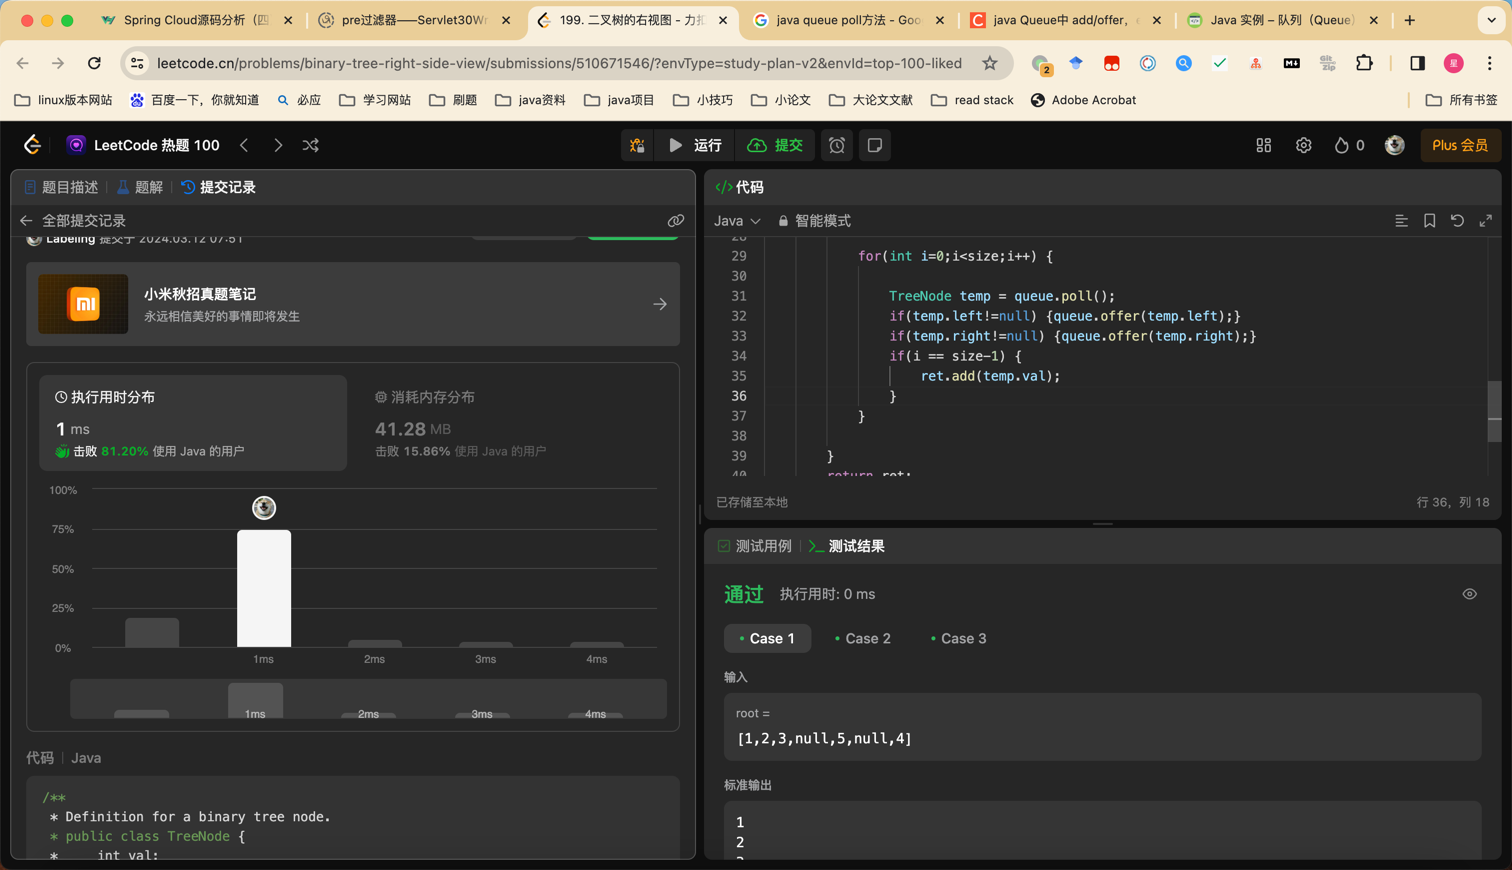 Spring Cloud源码分析（四
pre过滤器——Servlet30Wr
199. 二叉树的右视图 - 力扣
java queue poll方法 - Goo
java Queue中 add/offer，
Java 实例 – 队列（Queue）
leetcode.cn/problems/binary-tree-right-side-view/submissions/510671546/?envType=study-plan-v2&envId=top-100-liked
2
Git
zip
星
linux版本网站
百度一下，你就知道
必应
学习网站
刷题
java资料
java项目
小技巧
小论文
大论文文献
read stack
Adobe Acrobat
所有书签
LeetCode 热题 100
运行
提交
0
Plus 会员
题目描述
题解
提交记录
全部提交记录
Labeling 提交于 2024.03.12 07:51
小米秋招真题笔记
永远相信美好的事情即将发生
执行用时分布
1 ms
击败 81.20% 使用 Java 的用户
消耗内存分布
41.28 MB
击败 15.86% 使用 Java 的用户
100%
75%
50%
25%
0%
1ms 2ms 3ms 4ms
1ms 2ms 3ms 4ms
代码 | Java
/**
* Definition for a binary tree node.
* public class TreeNode {
* int val;
</> 代码
Java
智能模式
28
29 for(int i=0;i<size;i++) {
30
31 TreeNode temp = queue.poll();
32 if(temp.left!=null) {queue.offer(temp.left);}
33 if(temp.right!=null) {queue.offer(temp.right);}
34 if(i == size-1) {
35 ret.add(temp.val);
36 }
37 }
38
39 }
40 return ret;
已存储至本地
行 36，列 18
测试用例
测试结果
通过
执行用时: 0 ms
Case 1
Case 2
Case 3
输入
root =
[1,2,3,null,5,null,4]
标准输出
1
2